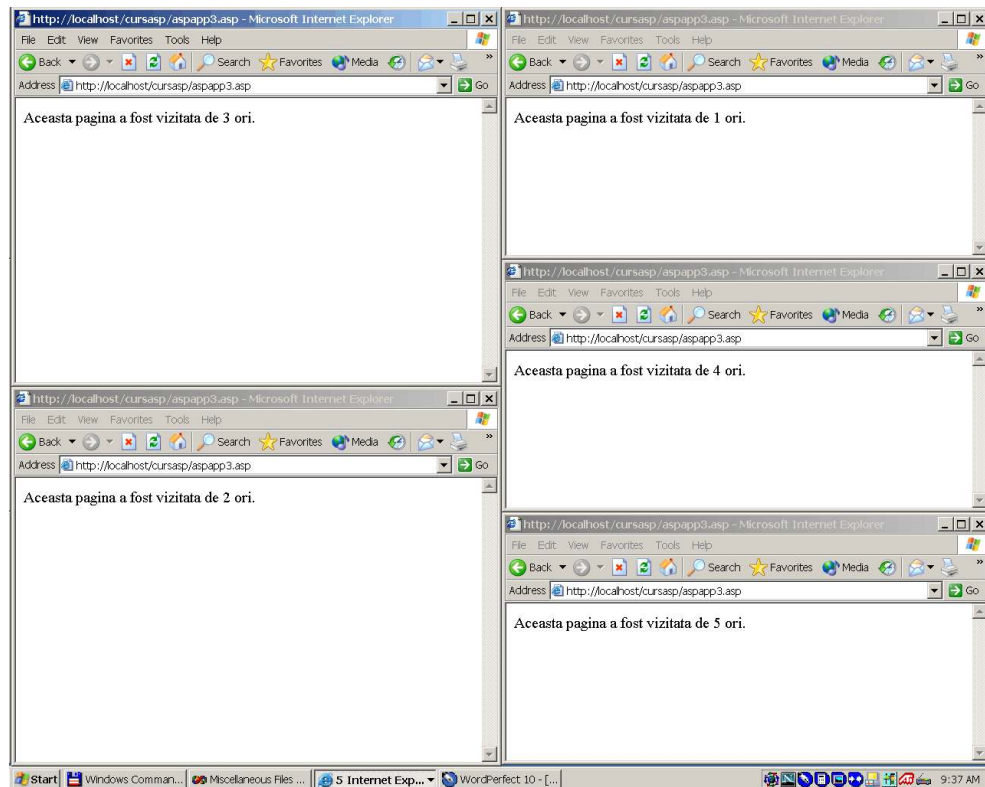 http://localhost/cursasp/aspapp3.asp - Microsoft Internet Explorer
File Edit View Favorites Tools Help
Back Search Favorites Media »
Address http://localhost/cursasp/aspapp3.asp Go
Aceasta pagina a fost vizitata de 3 ori.
http://localhost/cursasp/aspapp3.asp - Microsoft Internet Explorer
File Edit View Favorites Tools Help
Back Search Favorites Media »
Address http://localhost/cursasp/aspapp3.asp Go
Aceasta pagina a fost vizitata de 2 ori.
http://localhost/cursasp/aspapp3.asp - Microsoft Internet Explorer
File Edit View Favorites Tools Help
Back Search Favorites Media »
Address http://localhost/cursasp/aspapp3.asp Go
Aceasta pagina a fost vizitata de 1 ori.
http://localhost/cursasp/aspapp3.asp - Microsoft Internet Explorer
File Edit View Favorites Tools Help
Back Search Favorites Media »
Address http://localhost/cursasp/aspapp3.asp Go
Aceasta pagina a fost vizitata de 4 ori.
http://localhost/cursasp/aspapp3.asp - Microsoft Internet Explorer
File Edit View Favorites Tools Help
Back Search Favorites Media »
Address http://localhost/cursasp/aspapp3.asp Go
Aceasta pagina a fost vizitata de 5 ori.
Start Windows Comman... Miscellaneous Files ... 5 Internet Exp... WordPerfect 10 - [... 9:37 AM